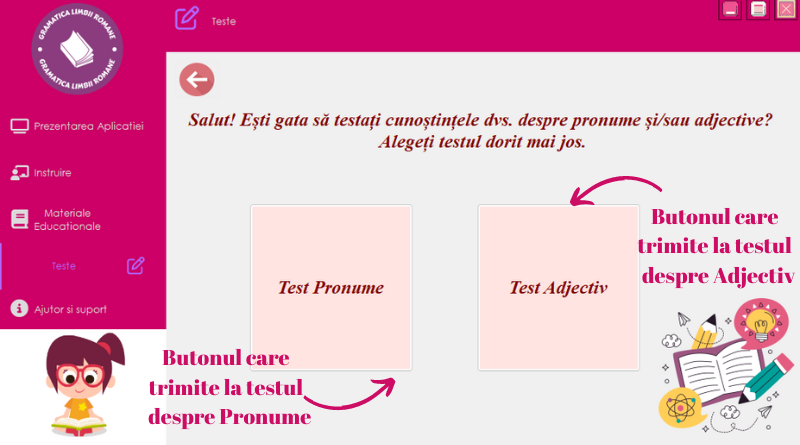 GRAMATICA LIMBII ROMANE
GRAMATICA LIMBII ROMANE
Teste
Prezentarea Aplicatiei
Instruire
Materiale
Educationale
Teste
Ajutor si suport
Salut! Ești gata să testați cunoștințele dvs. despre pronume și/sau adjective?
Alegeți testul dorit mai jos.
Test Pronume
Test Adjectiv
Butonul care
trimite la testul
despre Adjectiv
Butonul care
trimite la testul
despre Pronume